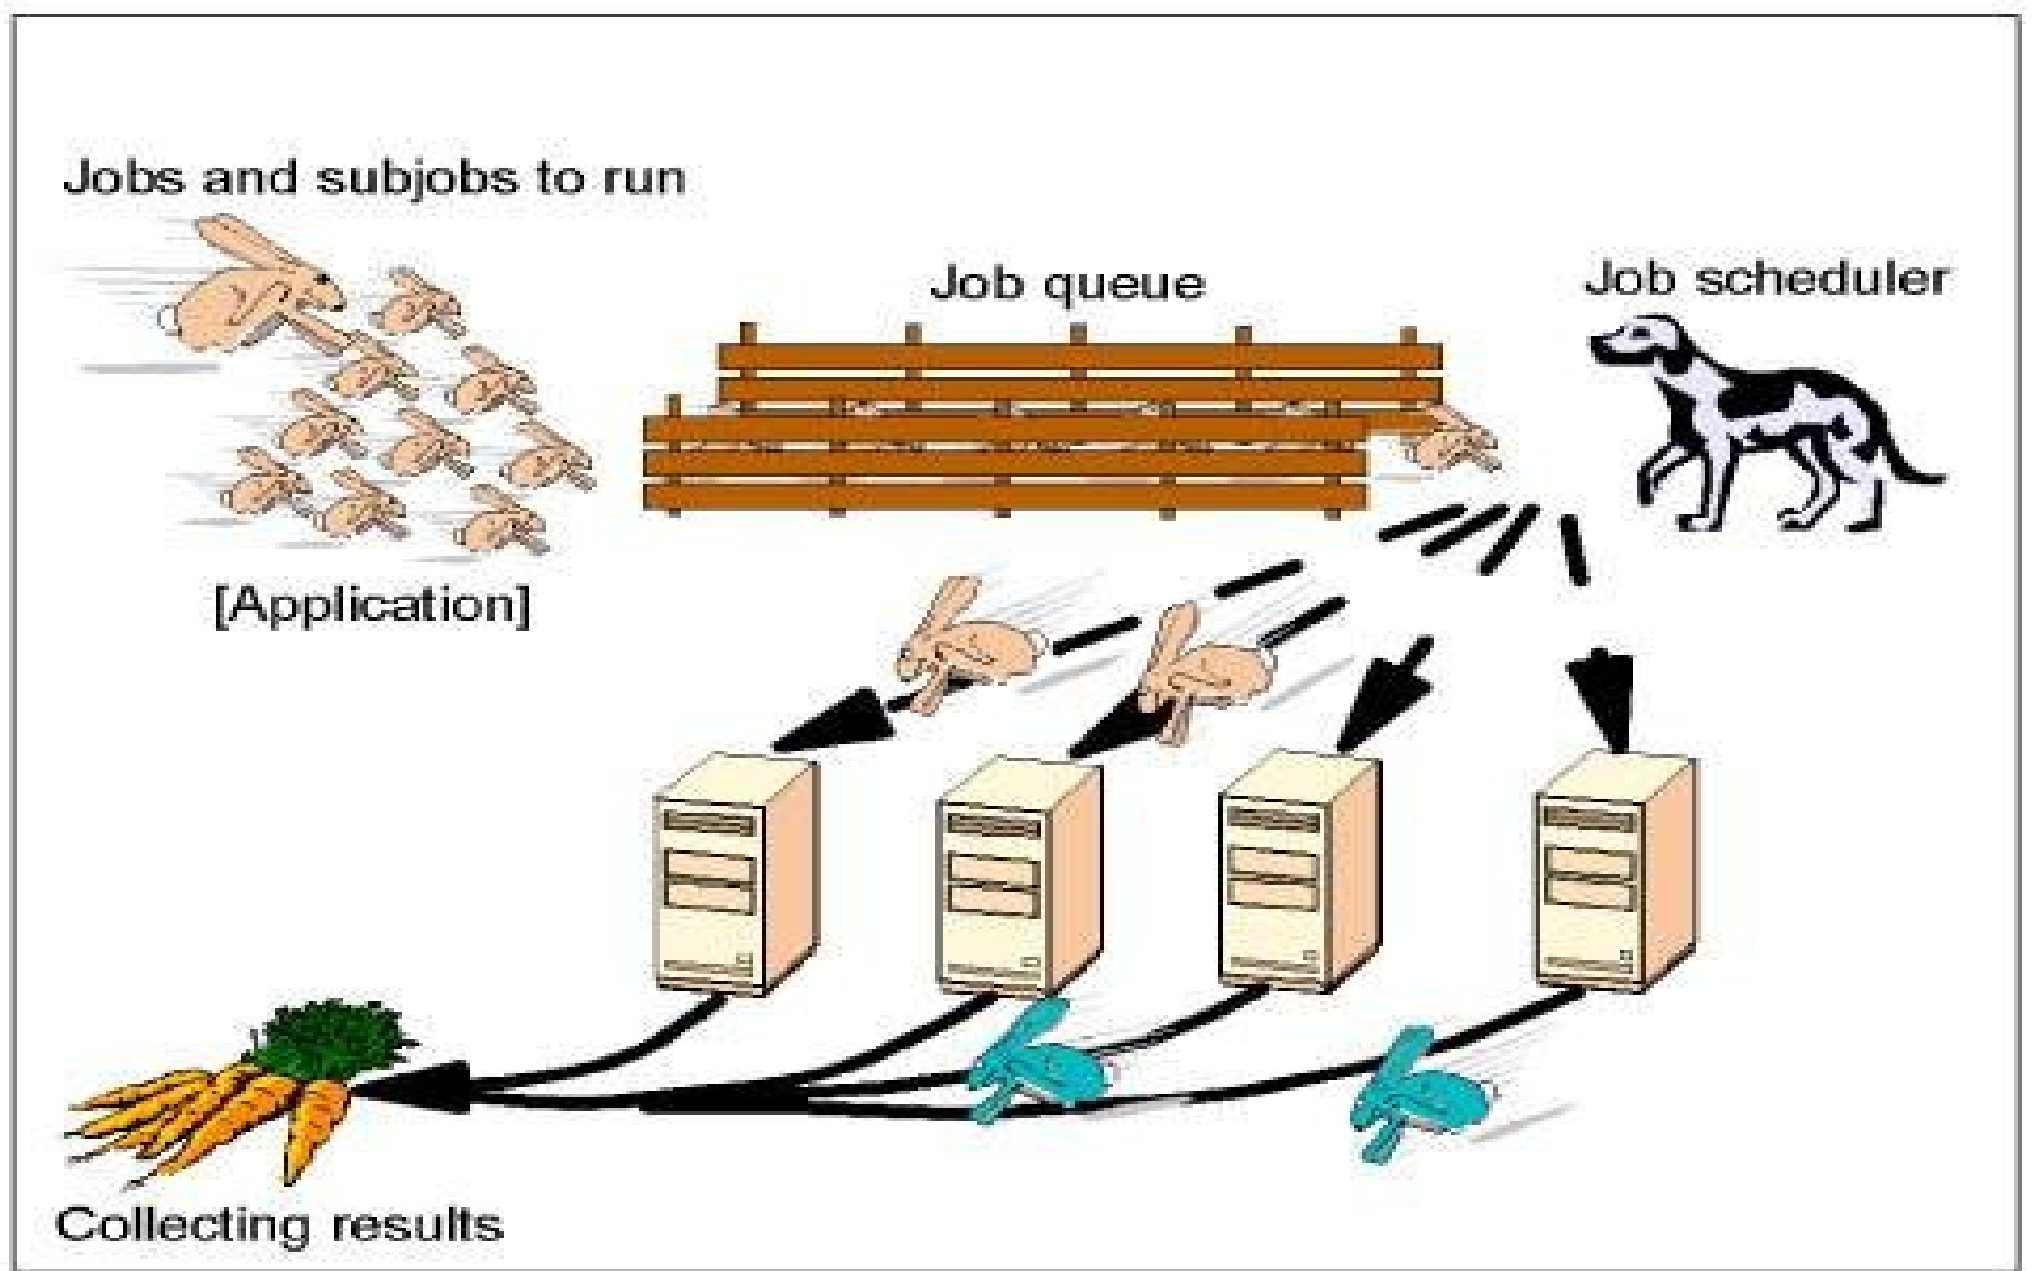 Jobs and subjobs to run
Job queue
Job scheduler
[Application]
Collecting results